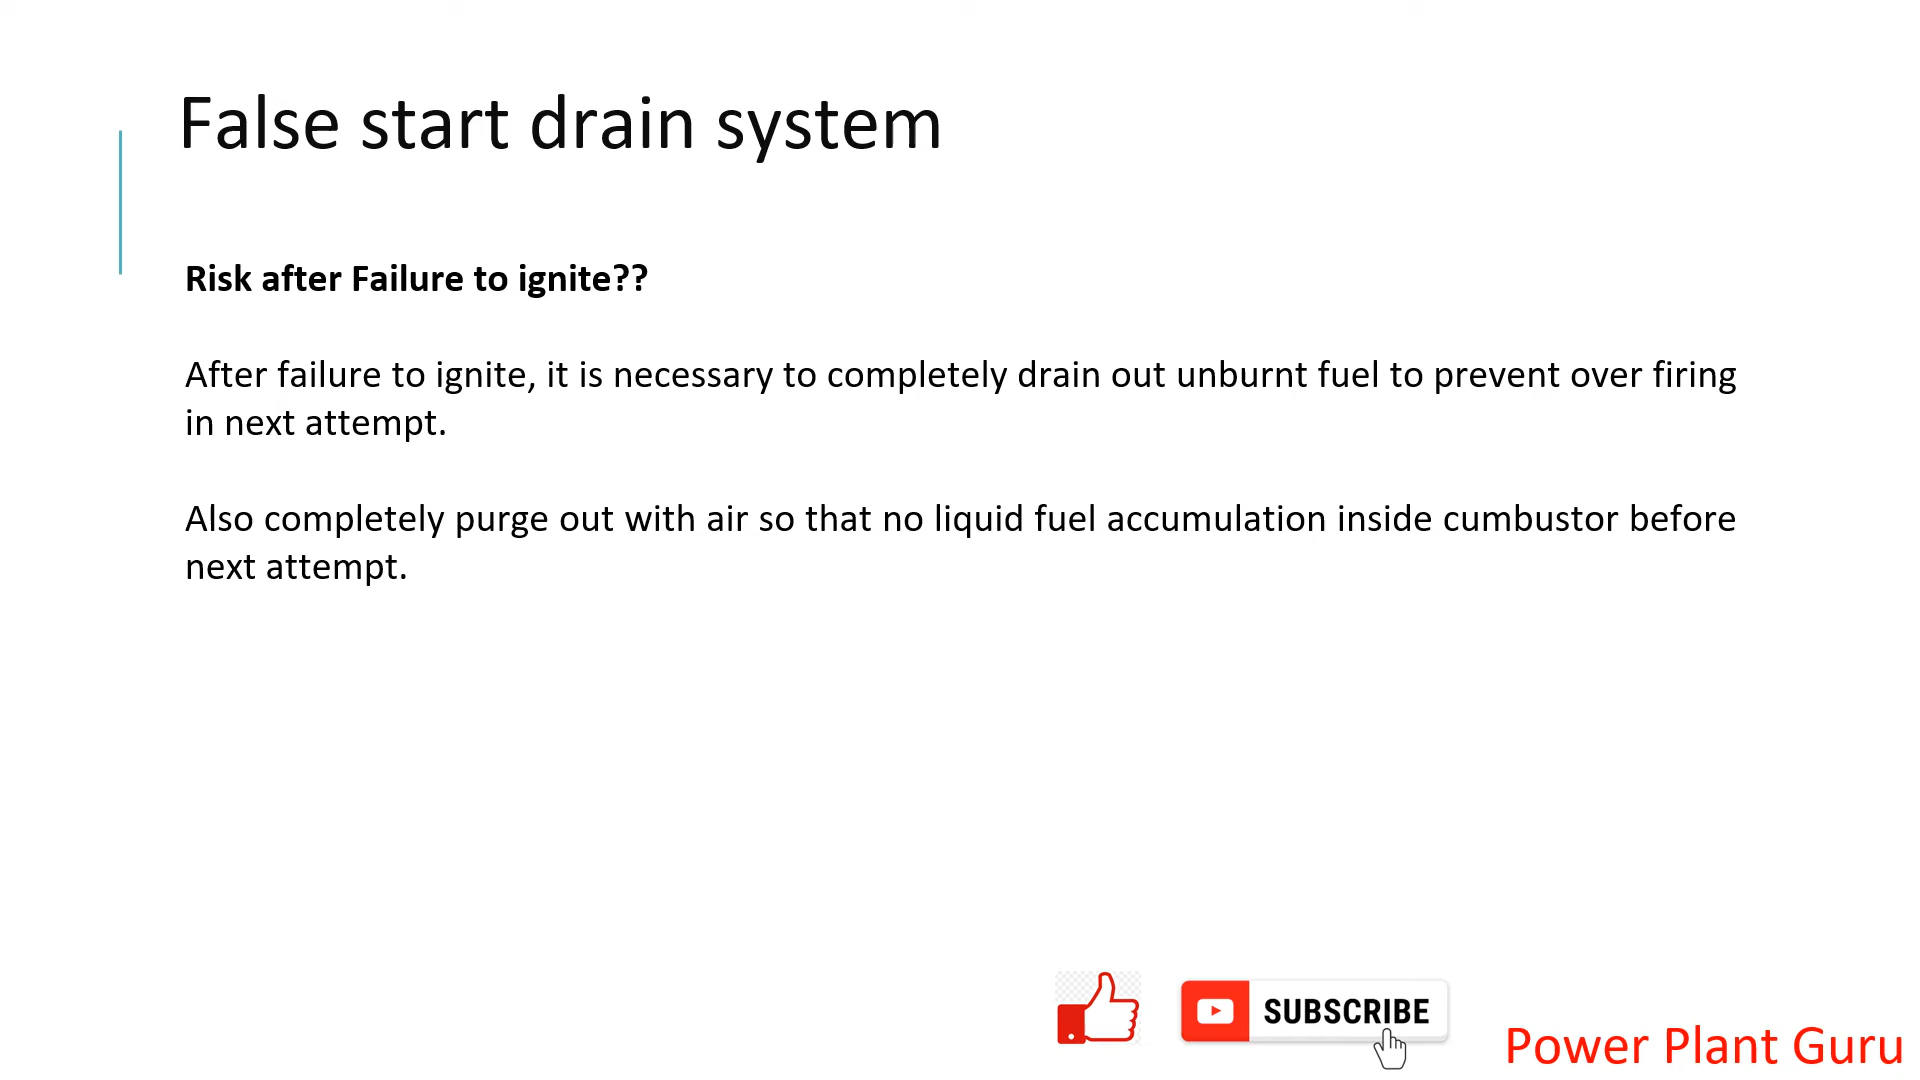 False start drain system
Risk after Failure to ignite??
After failure to ignite, it is necessary to completely drain out unburnt fuel to prevent over firing
in next attempt.
Also completely purge out with air so that no liquid fuel accumulation inside cumbustor before
next attempt.
SUBSCRIBE
Power Plant Guru